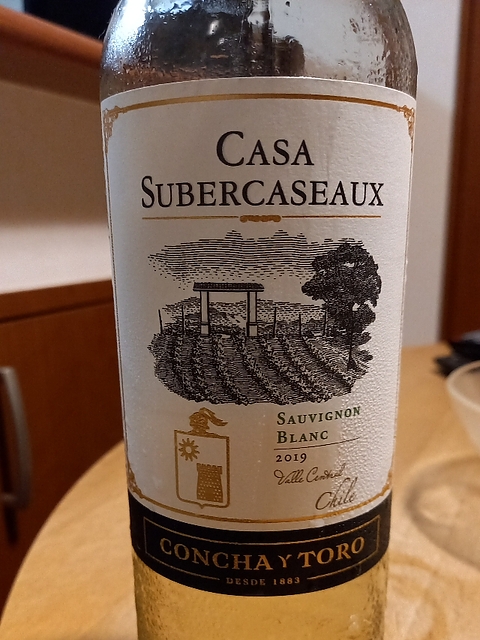 CASA
SUBERCASEAUX
SAUVIGNON
BLANC
2019
Valle Central
Chile
CONCHA Y TORO
DESDE 1883